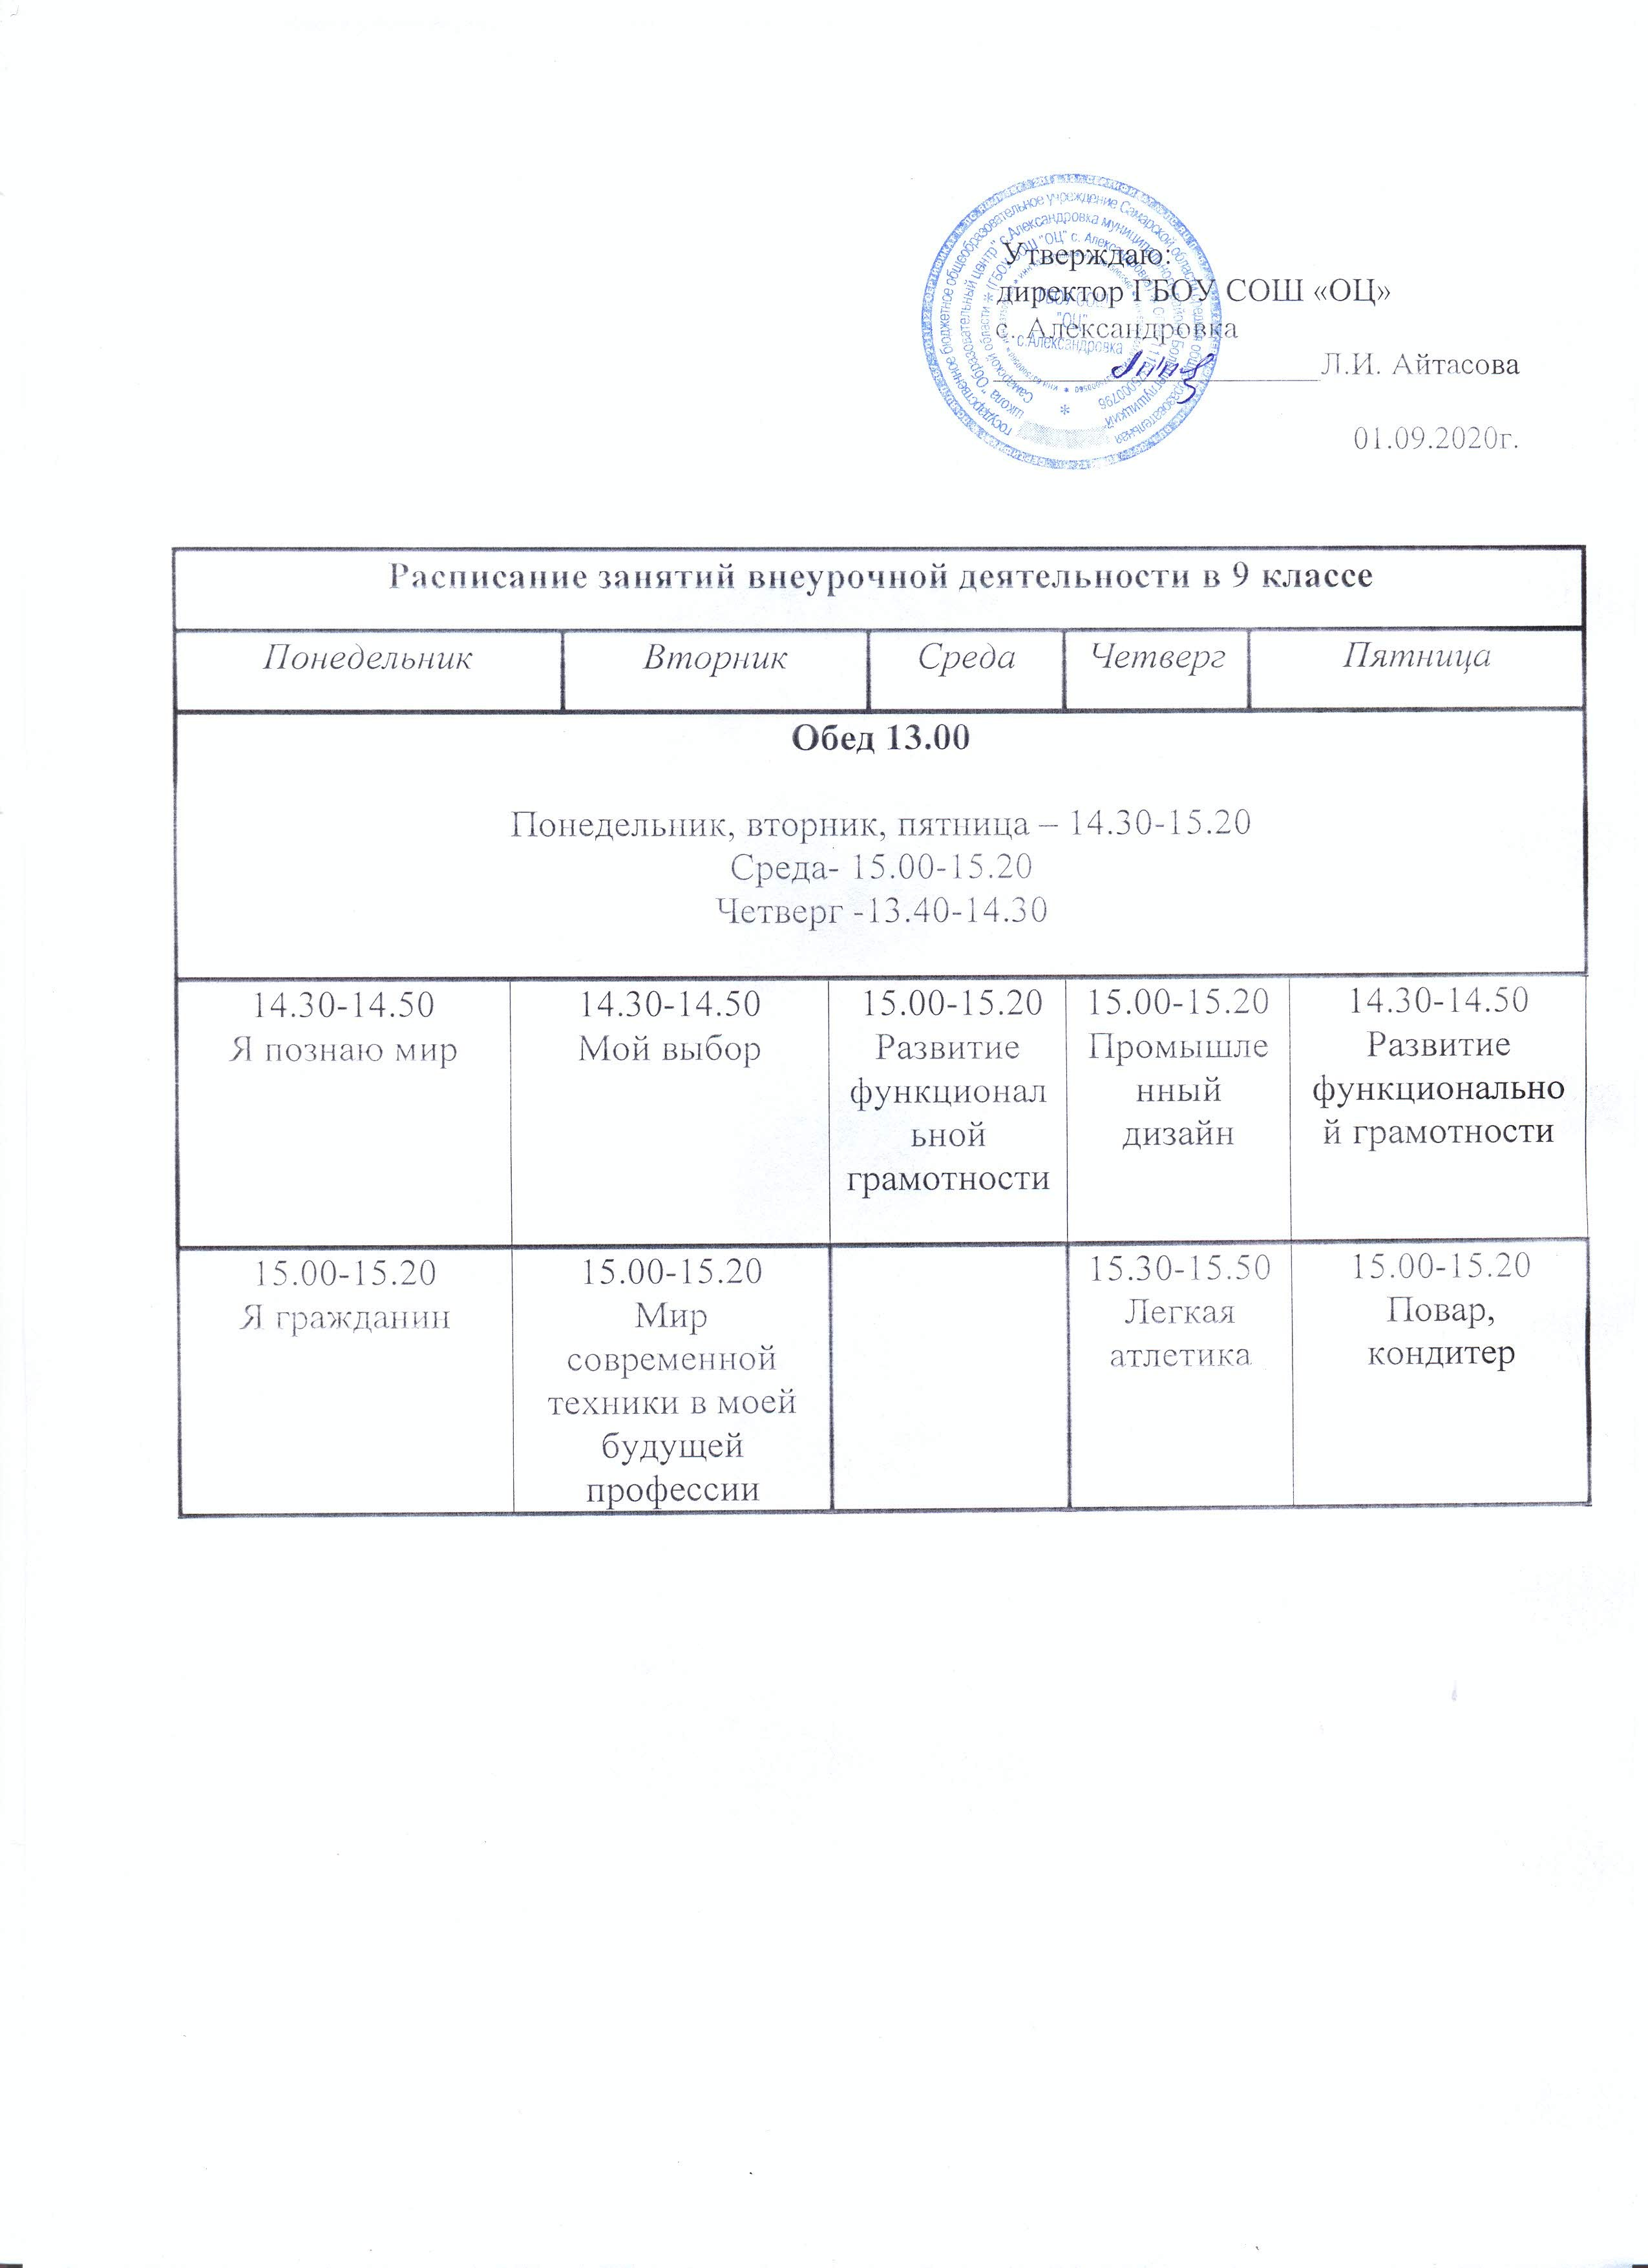 Утверждаю:
директор ГБОУ СОШ «ОЦ»
с. Александровка
Л.И. Айтасова
01.09.2020г.
Расписание занятий внеурочной деятельности в 9 классе
Понедельник
Вторник
Среда
Четверг
Пятница
Обед 13.00
Понедельник, вторник, пятница – 14.30-15.20
Среда- 15.00-15.20
Четверг -13.40-14.30
14.30-14.50
Я познаю мир
14.30-14.50
Мой выбор
15.00-15.20
Развитие
функционал
ьной
грамотности
15.00-15.20
Промышле
нный
дизайн
14.30-14.50
Развитие
функционально
й грамотности
15.00-15.20
Я гражданин
15.00-15.20
Мир
современной
техники в моей
будущей
профессии
15.30-15.50
Легкая
атлетика
15.00-15.20
Повар,
кондитер